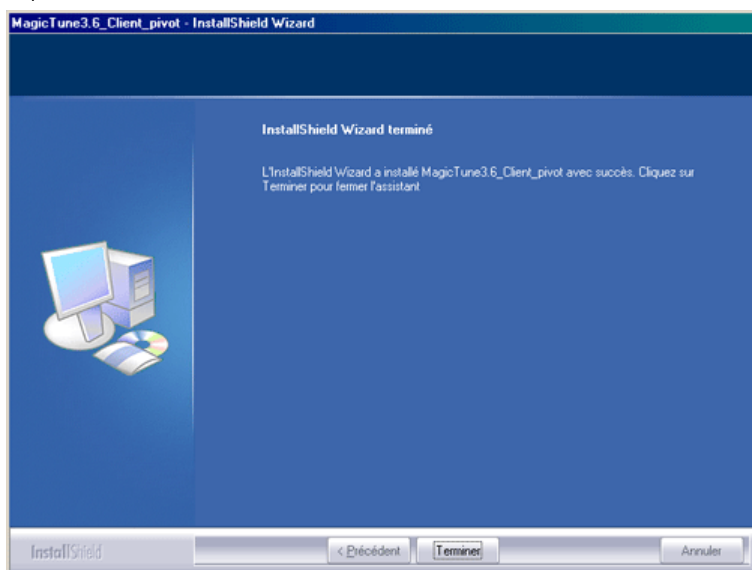 MagicTune3.6_Client_pivot - InstallShield Wizard
InstallShield Wizard terminé
L'InstallShield Wizard a installé MagicTune3.6_Client_pivot avec succès. Cliquez sur
Terminer pour fermer l'assistant
InstallShield
< Précédent
Terminer
Annuler